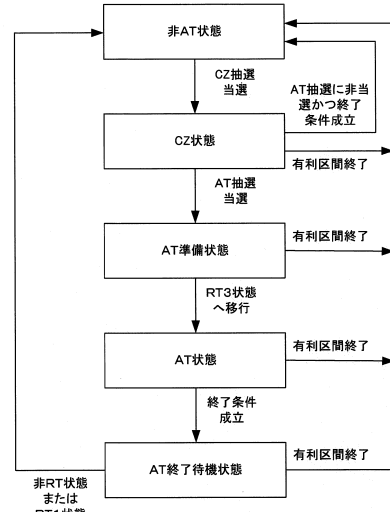 非AT状態
CZ抽選
当選
AT抽選に非当
選かつ終了
条件成立
CZ状態
有利区間終了
AT抽選
当選
AT準備状態
有利区間終了
RT3状態
へ移行
AT状態
有利区間終了
終了条件
成立
AT終了待機状態
有利区間終了
非RT状態
または
RT1状態